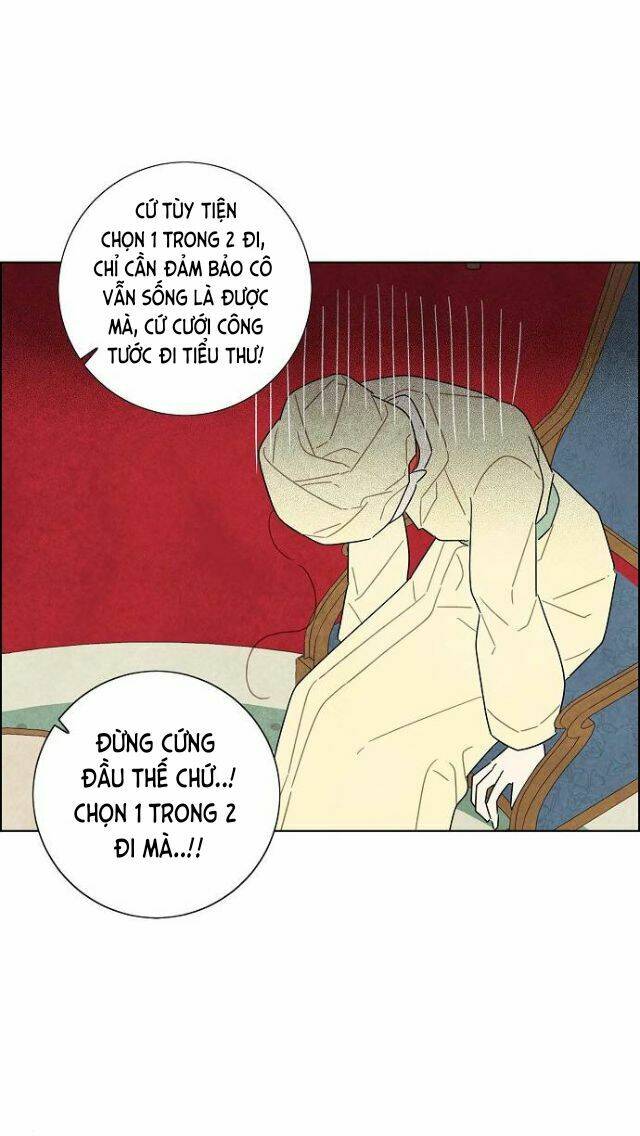 CỨ TÙY TIỆN
CHỌN 1 TRONG 2 ĐI,
CHỈ CẦN ĐẢM BẢO CÔ
VẪN SỐNG LÀ ĐƯỢC
MÀ, CỨ CƯỚI CÔNG
TƯỚC ĐI TIỂU THƯ!
ĐỪNG CỨNG
ĐẦU THẾ CHỨ..!
CHỌN 1 TRONG 2
ĐI MÀ..!!